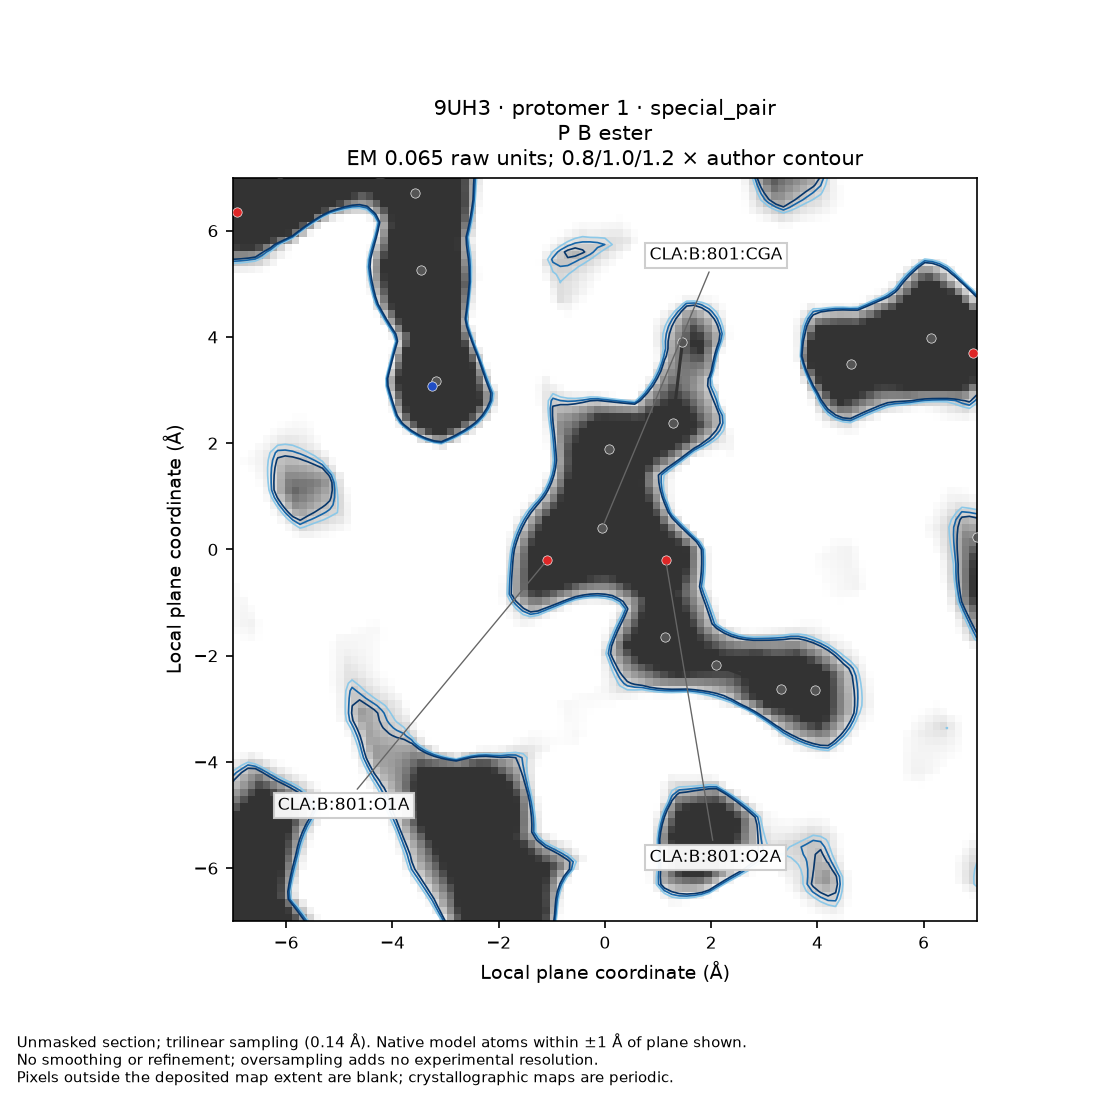 9UH3 · protomer 1 · special_pair
P B ester
EM 0.065 raw units; 0.8/1.0/1.2 × author contour
CLA:B:801:CGA
CLA:B:801:O1A
CLA:B:801:O2A
Local plane coordinate (Å)
6
4
2
0
−2
−4
−6
−6
−4
−2
0
2
4
6
Local plane coordinate (Å)
Unmasked section; trilinear sampling (0.14 Å). Native model atoms within ±1 Å of plane shown.
No smoothing or refinement; oversampling adds no experimental resolution.
Pixels outside the deposited map extent are blank; crystallographic maps are periodic.